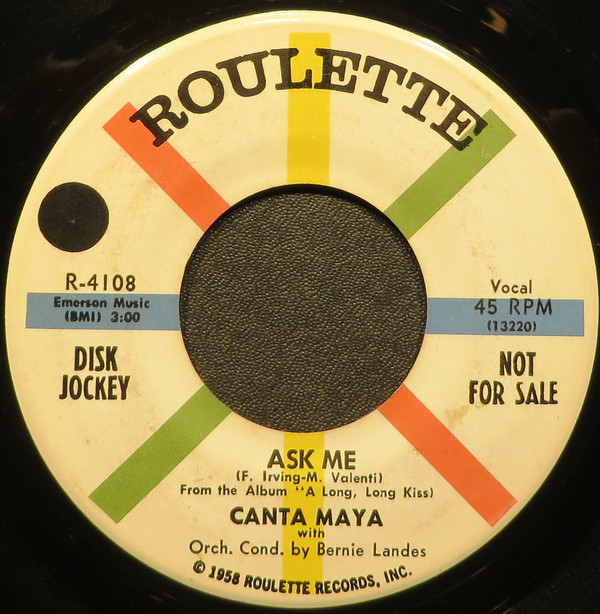 ROULETTE
R-4108
Emerson Music
(BMI) 3:00
DISK
JOCKEY
Vocal
45 RPM
(13220)
NOT
FOR SALE
ASK ME
(F. Irving-M. Valenti)
From the Album "A Long, Long Kiss)
CANTA MAYA
with
Orch. Cond. by Bernie Landes
© 1958 ROULETTE RECORDS, INC.